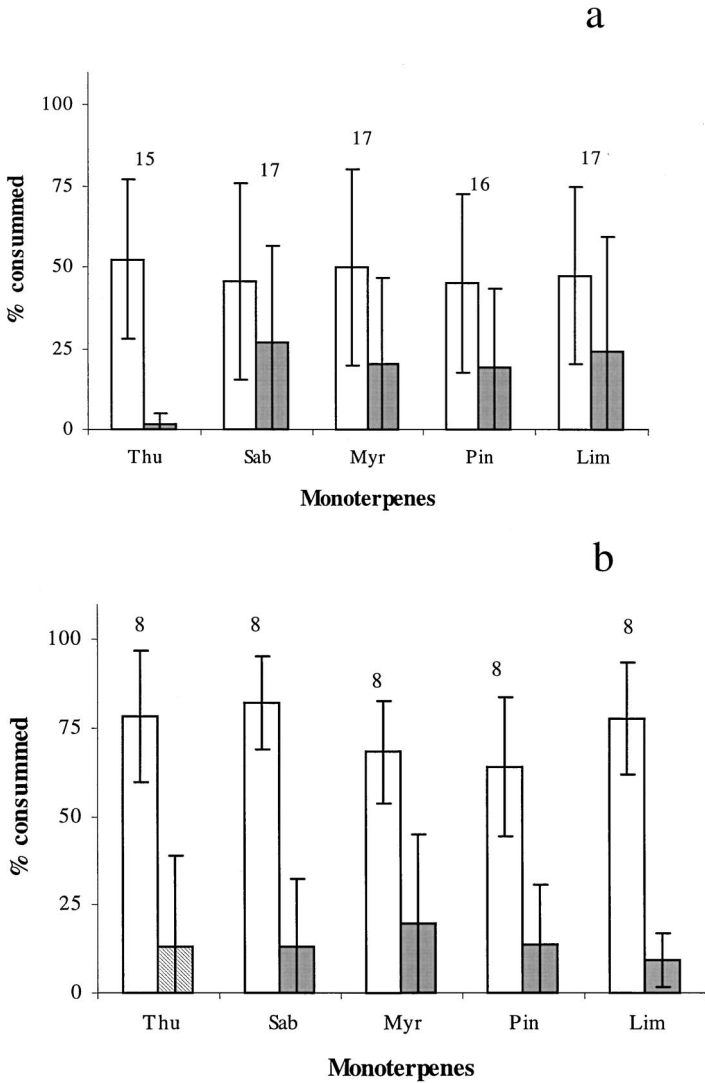 a
100
75
50
25
0
% consummed
15
17
17
16
17
Thu Sab Myr Pin Lim
Monoterpenes
b
100
75
50
25
0
% consummed
8
8
8
8
8
Thu Sab Myr Pin Lim
Monoterpenes